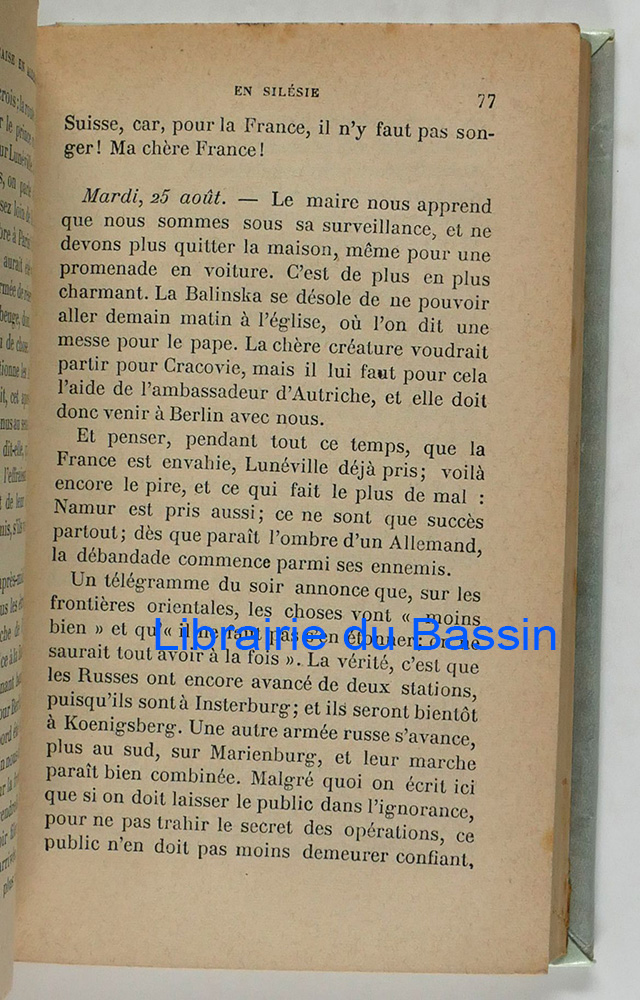 EN SILÉSIE 77
Suisse, car, pour la France, il n'y faut pas son-
ger! Ma chère France!
Mardi, 25 août. — Le maire nous apprend
que nous sommes sous sa surveillance, et ne
devons plus quitter la maison, même pour une
promenade en voiture. C'est de plus en plus
charmant. La Balinska se désole de ne pouvoir
aller demain matin à l'église, où l'on dit une
messe pour le pape. La chère créature voudrait
partir pour Cracovie, mais il lui faut pour cela
l'aide de l'ambassadeur d'Autriche, et elle doit
donc venir à Berlin avec nous.
Et penser, pendant tout ce temps, que la
France est envahie, Lunéville déjà pris; voilà
encore le pire, et ce qui fait le plus de mal :
Namur est pris aussi; ce ne sont que succès
partout; dès que paraît l'ombre d'un Allemand,
la débandade commence parmi ses ennemis.
Un télégramme du soir annonce que, sur les
frontières orientales, les choses vont « moins
bien » et qu'« il ne faut pas s'en étonner: on ne
saurait tout avoir à la fois ». La vérité, c'est que
les Russes ont encore avancé de deux stations,
puisqu'ils sont à Insterburg; et ils seront bientôt
à Koenigsberg. Une autre armée russe s'avance,
plus au sud, sur Marienburg, et leur marche
paraît bien combinée. Malgré quoi on écrit ici
que si on doit laisser le public dans l'ignorance,
pour ne pas trahir le secret des opérations, ce
public n'en doit pas moins demeurer confiant,
Librairie du Bassin